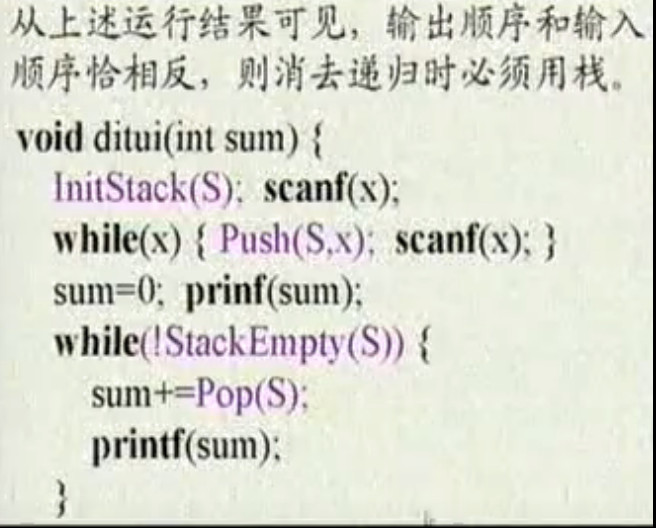 从上述运行结果可见，输出顺序和输入
顺序恰相反，则消去递归时必须用栈。
void ditui(int sum) {
InitStack(S); scanf(x);
while(x) { Push(S,x); scanf(x); }
sum=0; prinf(sum);
while(!StackEmpty(S)) {
sum+=Pop(S);
printf(sum);
}